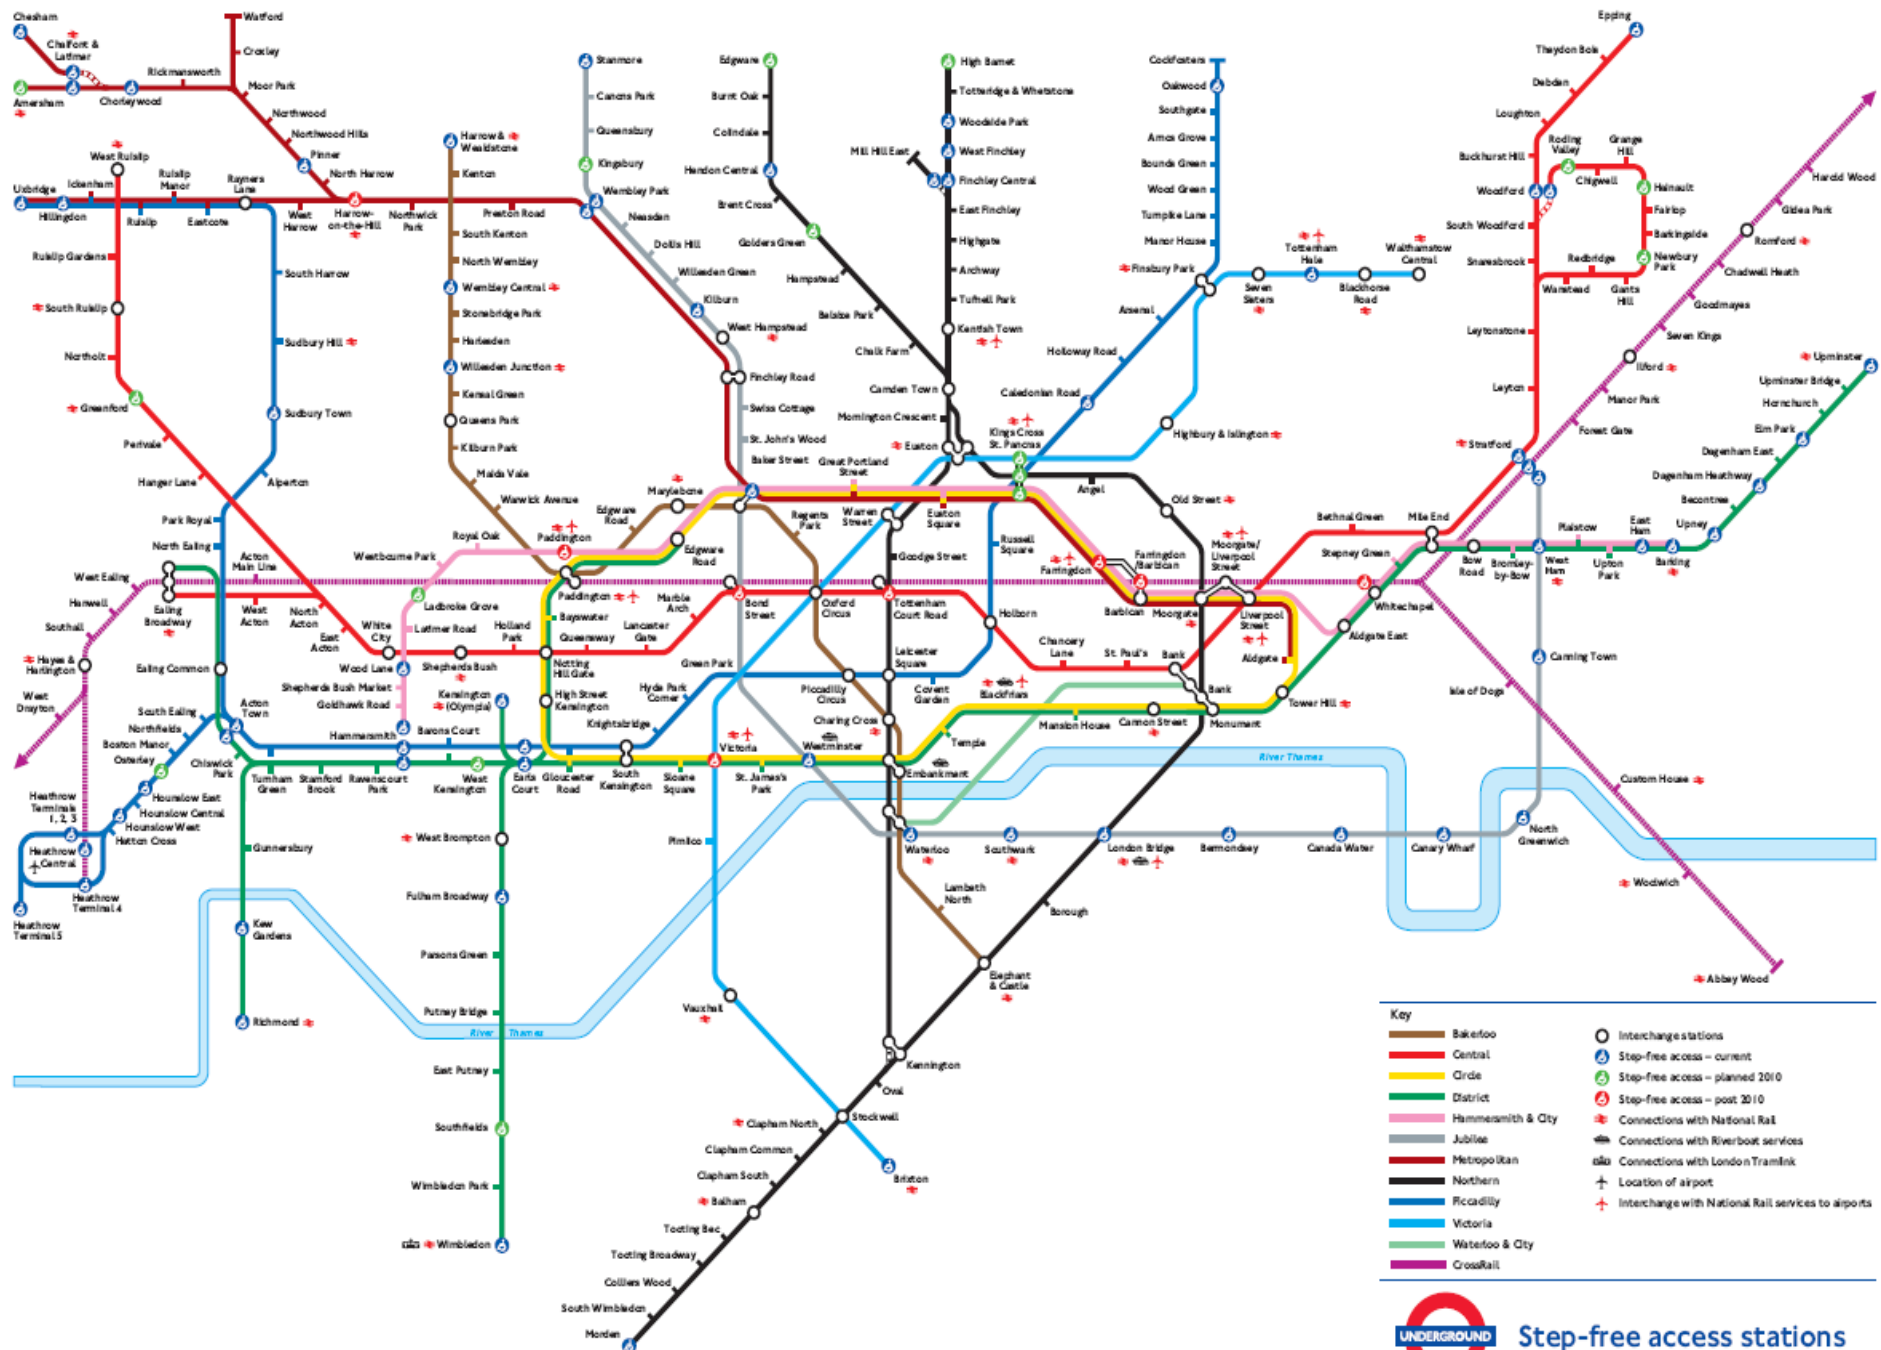 Chesham
Chalfont &
Latimer
Watford
Croxley
Rickmansworth
Amersham
Chorleywood
Moor Park
Northwood
Northwood Hills
Pinner
North Harrow
West Ruislip
Uxbridge
Ickenham
Ruislip
Manor
Rayners
Lane
Hillingdon
Ruislip
Eastcote
West
Harrow
Harrow-
on-the-Hill
Northwick
Park
Preston Road
Harrow &
Wealdstone
Kenton
South Kenton
North Wembley
Wembley Central
Stonebridge Park
Harlesden
Willesden Junction
Kensal Green
Queens Park
Kilburn Park
Maida Vale
Warwick Avenue
Stanmore
Canons Park
Queensbury
Kingsbury
Wembley Park
Neasden
Dollis Hill
Willesden Green
Kilburn
West Hampstead
Finchley Road
Swiss Cottage
St. John's Wood
Baker Street
Edgware
Burnt Oak
Colindale
Hendon Central
Brent Cross
Golders Green
Hampstead
Belsize Park
Chalk Farm
Camden Town
Mornington Crescent
Euston
Mill Hill East
High Barnet
Totteridge & Whetstone
Woodside Park
West Finchley
Finchley Central
East Finchley
Highgate
Archway
Tufnell Park
Kentish Town
Cockfosters
Oakwood
Southgate
Arnos Grove
Bounds Green
Wood Green
Turnpike Lane
Manor House
Finsbury Park
Arsenal
Holloway Road
Caledonian Road
Kings Cross
St. Pancras
Seven
Sisters
Tottenham
Hale
Blackhorse
Road
Walthamstow
Central
Highbury & Islington
Epping
Theydon Bois
Debden
Loughton
Buckhurst Hill
Roding
Valley
Grange
Hill
Woodford
Chigwell
Hainault
Fairlop
Barkingside
Newbury
Park
South Woodford
Snaresbrook
Redbridge
Wanstead
Gants
Hill
Leytonstone
Leyton
Stratford
Harold Wood
Gidea Park
Romford
Chadwell Heath
Goodmayes
Seven Kings
Ilford
Manor Park
Forest Gate
Upminster
Upminster Bridge
Hornchurch
Elm Park
Dagenham East
Dagenham Heathway
Becontree
Upney
Barking
East
Ham
Upton
Park
Plaistow
West
Ham
Bromley-
by-Bow
Bow
Road
Mile End
Bethnal Green
Stepney Green
Whitechapel
Aldgate East
Ruislip Gardens
South Ruislip
Northolt
Greenford
Perivale
Hanger Lane
South Harrow
Sudbury Hill
Sudbury Town
Alperton
Park Royal
North Ealing
Acton
Main Line
West Ealing
Hanwell
Southall
Hayes &
Harlington
West
Drayton
Ealing
Broadway
West
Acton
North
Acton
East
Acton
White
City
Wood Lane
Shepherds Bush Market
Goldhawk Road
Hammersmith
Latimer Road
Ladbroke Grove
Westbourne Park
Royal Oak
Paddington
Edgware
Road
Marylebone
Great Portland
Street
Regents
Park
Warren
Street
Euston
Square
Angel
Old Street
Edgware
Road
Paddington
Bayswater
Holland
Park
Shepherds Bush
Queensway
Notting
Hill Gate
Lancaster
Gate
Marble
Arch
Bond
Street
Oxford
Circus
Goodge Street
Tottenham
Court Road
Russell
Square
Holborn
Chancery
Lane
St. Paul's
Bank
Bank
Monument
Farringdon
Farringdon
/Barbican
Barbican
Moorgate/
Liverpool
Street
Moorgate
Liverpool
Street
Aldgate
Tower Hill
Cannon Street
Mansion House
Blackfriars
Temple
Embankment
Charing Cross
Piccadilly
Circus
Leicester
Square
Covent
Garden
Green Park
Hyde Park
Corner
Knightsbridge
High Street
Kensington
Kensington
(Olympia)
Barons Court
Ealing Common
Acton
Town
South Ealing
Northfields
Boston Manor
Osterley
Hounslow East
Hounslow Central
Hounslow West
Hatton Cross
Heathrow
Terminals
1, 2, 3
Heathrow
Central
Heathrow
Terminal 4
Heathrow
Terminal 5
Chiswick
Park
Turnham
Green
Stamford
Brook
Ravenscourt
Park
West
Kensington
Earls
Court
Gloucester
Road
South
Kensington
Sloane
Square
Victoria
St. James's
Park
Westminster
River Thames
Gunnersbury
Kew
Gardens
Richmond
West Brompton
Fulham Broadway
Parsons Green
Putney Bridge
River Thames
East Putney
Southfields
Wimbledon Park
Wimbledon
Pimlico
Vauxhall
Stockwell
Brixton
Waterloo
Southwark
London Bridge
Bermondsey
Canada Water
Canary Wharf
North
Greenwich
Canning Town
Isle of Dogs
Custom House
Woolwich
Abbey Wood
Lambeth
North
Elephant
& Castle
Borough
Kennington
Oval
Clapham North
Clapham Common
Clapham South
Balham
Tooting Bec
Tooting Broadway
Colliers Wood
South Wimbledon
Morden
Key
Bakerloo
Central
Circle
District
Hammersmith & City
Jubilee
Metropolitan
Northern
Piccadilly
Victoria
Waterloo & City
CrossRail
Interchange stations
Step-free access – current
Step-free access – planned 2010
Step-free access – post 2010
Connections with National Rail
Connections with Riverboat services
Connections with London Tramlink
Location of airport
Interchange with National Rail services to airports
UNDERGROUND
Step-free access stations